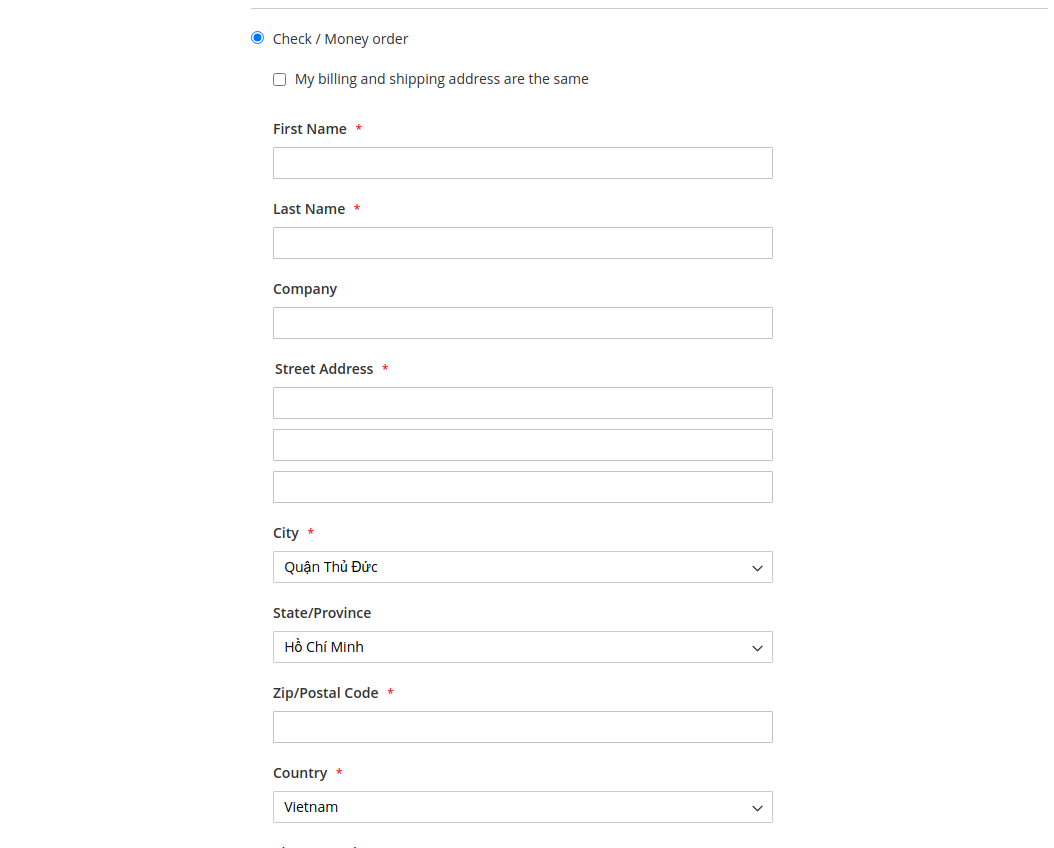 Check / Money order
My billing and shipping address are the same
First Name *
Last Name *
Company
Street Address *
City *
Quận Thủ Đức
State/Province
Hồ Chí Minh
Zip/Postal Code *
Country *
Vietnam